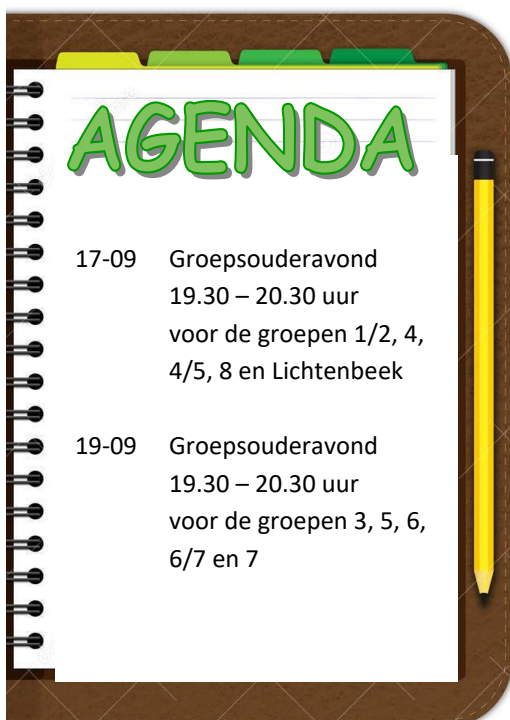 AGENDA
17-09 Groepsouderavond
19.30 – 20.30 uur
voor de groepen 1/2, 4,
4/5, 8 en Lichtenbeek
19-09 Groepsouderavond
19.30 – 20.30 uur
voor de groepen 3, 5, 6,
6/7 en 7